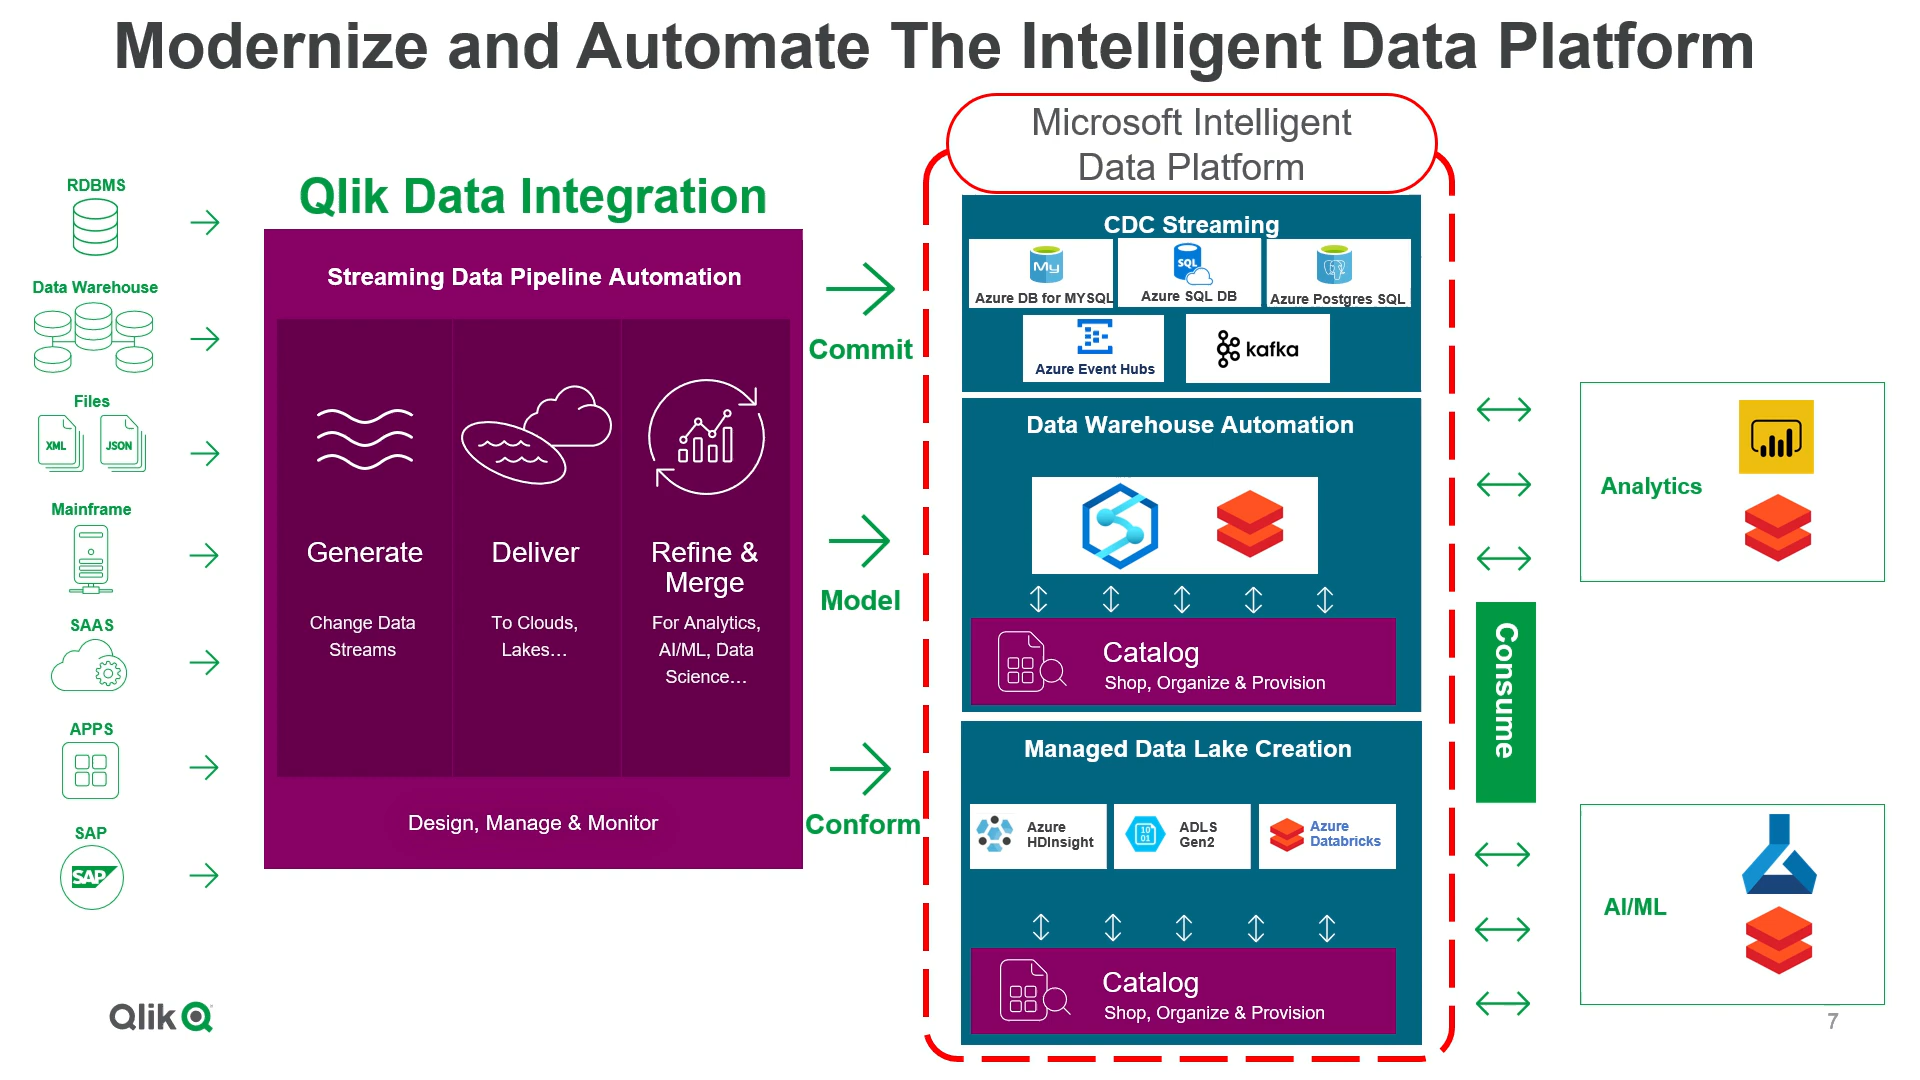 Modernize and Automate The Intelligent Data Platform
Microsoft Intelligent
Data Platform
RDBMS
Data Warehouse
Files
XML
JSON
Mainframe
SAAS
APPS
SAP
SAP
Qlik Data Integration
Streaming Data Pipeline Automation
Generate
Change Data
Streams
Deliver
To Clouds,
Lakes...
Refine &
Merge
For Analytics,
AI/ML, Data
Science...
Design, Manage & Monitor
Commit
Model
Conform
CDC Streaming
My
Azure DB for MYSQL
SQL
Azure SQL DB
Azure Postgres SQL
Azure Event Hubs
kafka
Data Warehouse Automation
Catalog
Shop, Organize & Provision
Managed Data Lake Creation
Azure
HDInsight
10
01
ADLS
Gen2
Azure
Databricks
Catalog
Shop, Organize & Provision
Consume
Analytics
AI/ML
Qlik
7